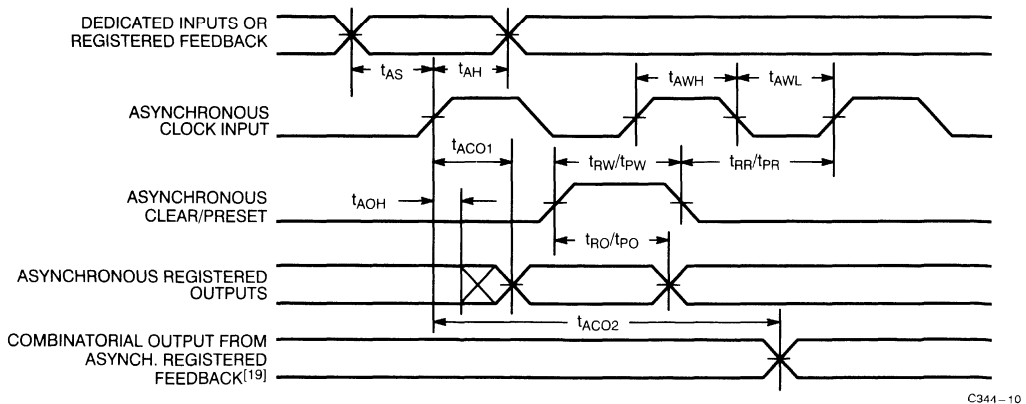 DEDICATED INPUTS OR
REGISTERED FEEDBACK
tAS
tAH
tAWH
tAWL
ASYNCHRONOUS
CLOCK INPUT
tACO1
tRW/tPW
tRR/tPR
ASYNCHRONOUS
CLEAR/PRESET
tAOH
tRO/tPO
ASYNCHRONOUS REGISTERED
OUTPUTS
tACO2
COMBINATORIAL OUTPUT FROM
ASYNCH. REGISTERED
FEEDBACK[19]
C344–10